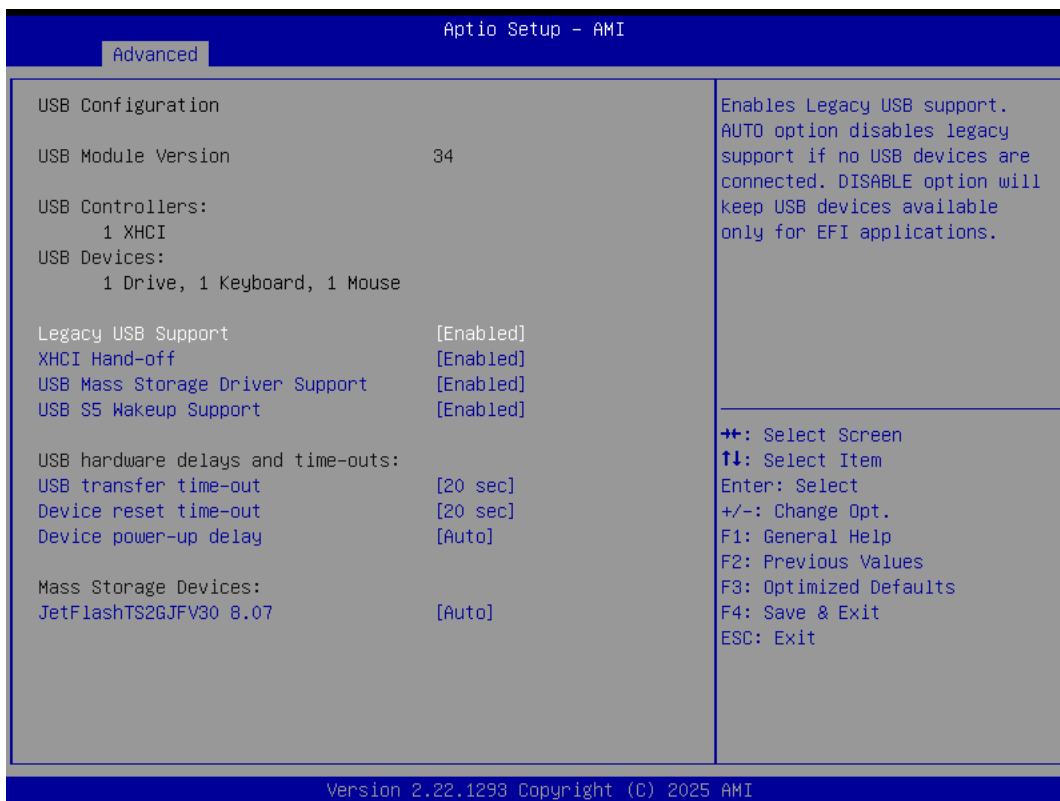 Aptio Setup – AMI
Advanced
USB Configuration
USB Module Version 34
USB Controllers:
1 XHCI
USB Devices:
1 Drive, 1 Keyboard, 1 Mouse
Legacy USB Support [Enabled]
XHCI Hand-off [Enabled]
USB Mass Storage Driver Support [Enabled]
USB S5 Wakeup Support [Enabled]
USB hardware delays and time-outs:
USB transfer time-out [20 sec]
Device reset time-out [20 sec]
Device power-up delay [Auto]
Mass Storage Devices:
JetFlashTS2GJFV30 8.07 [Auto]
Enables Legacy USB support.
AUTO option disables legacy
support if no USB devices are
connected. DISABLE option will
keep USB devices available
only for EFI applications.
→←: Select Screen
↑↓: Select Item
Enter: Select
+/-: Change Opt.
F1: General Help
F2: Previous Values
F3: Optimized Defaults
F4: Save & Exit
ESC: Exit
Version 2.22.1293 Copyright (C) 2025 AMI